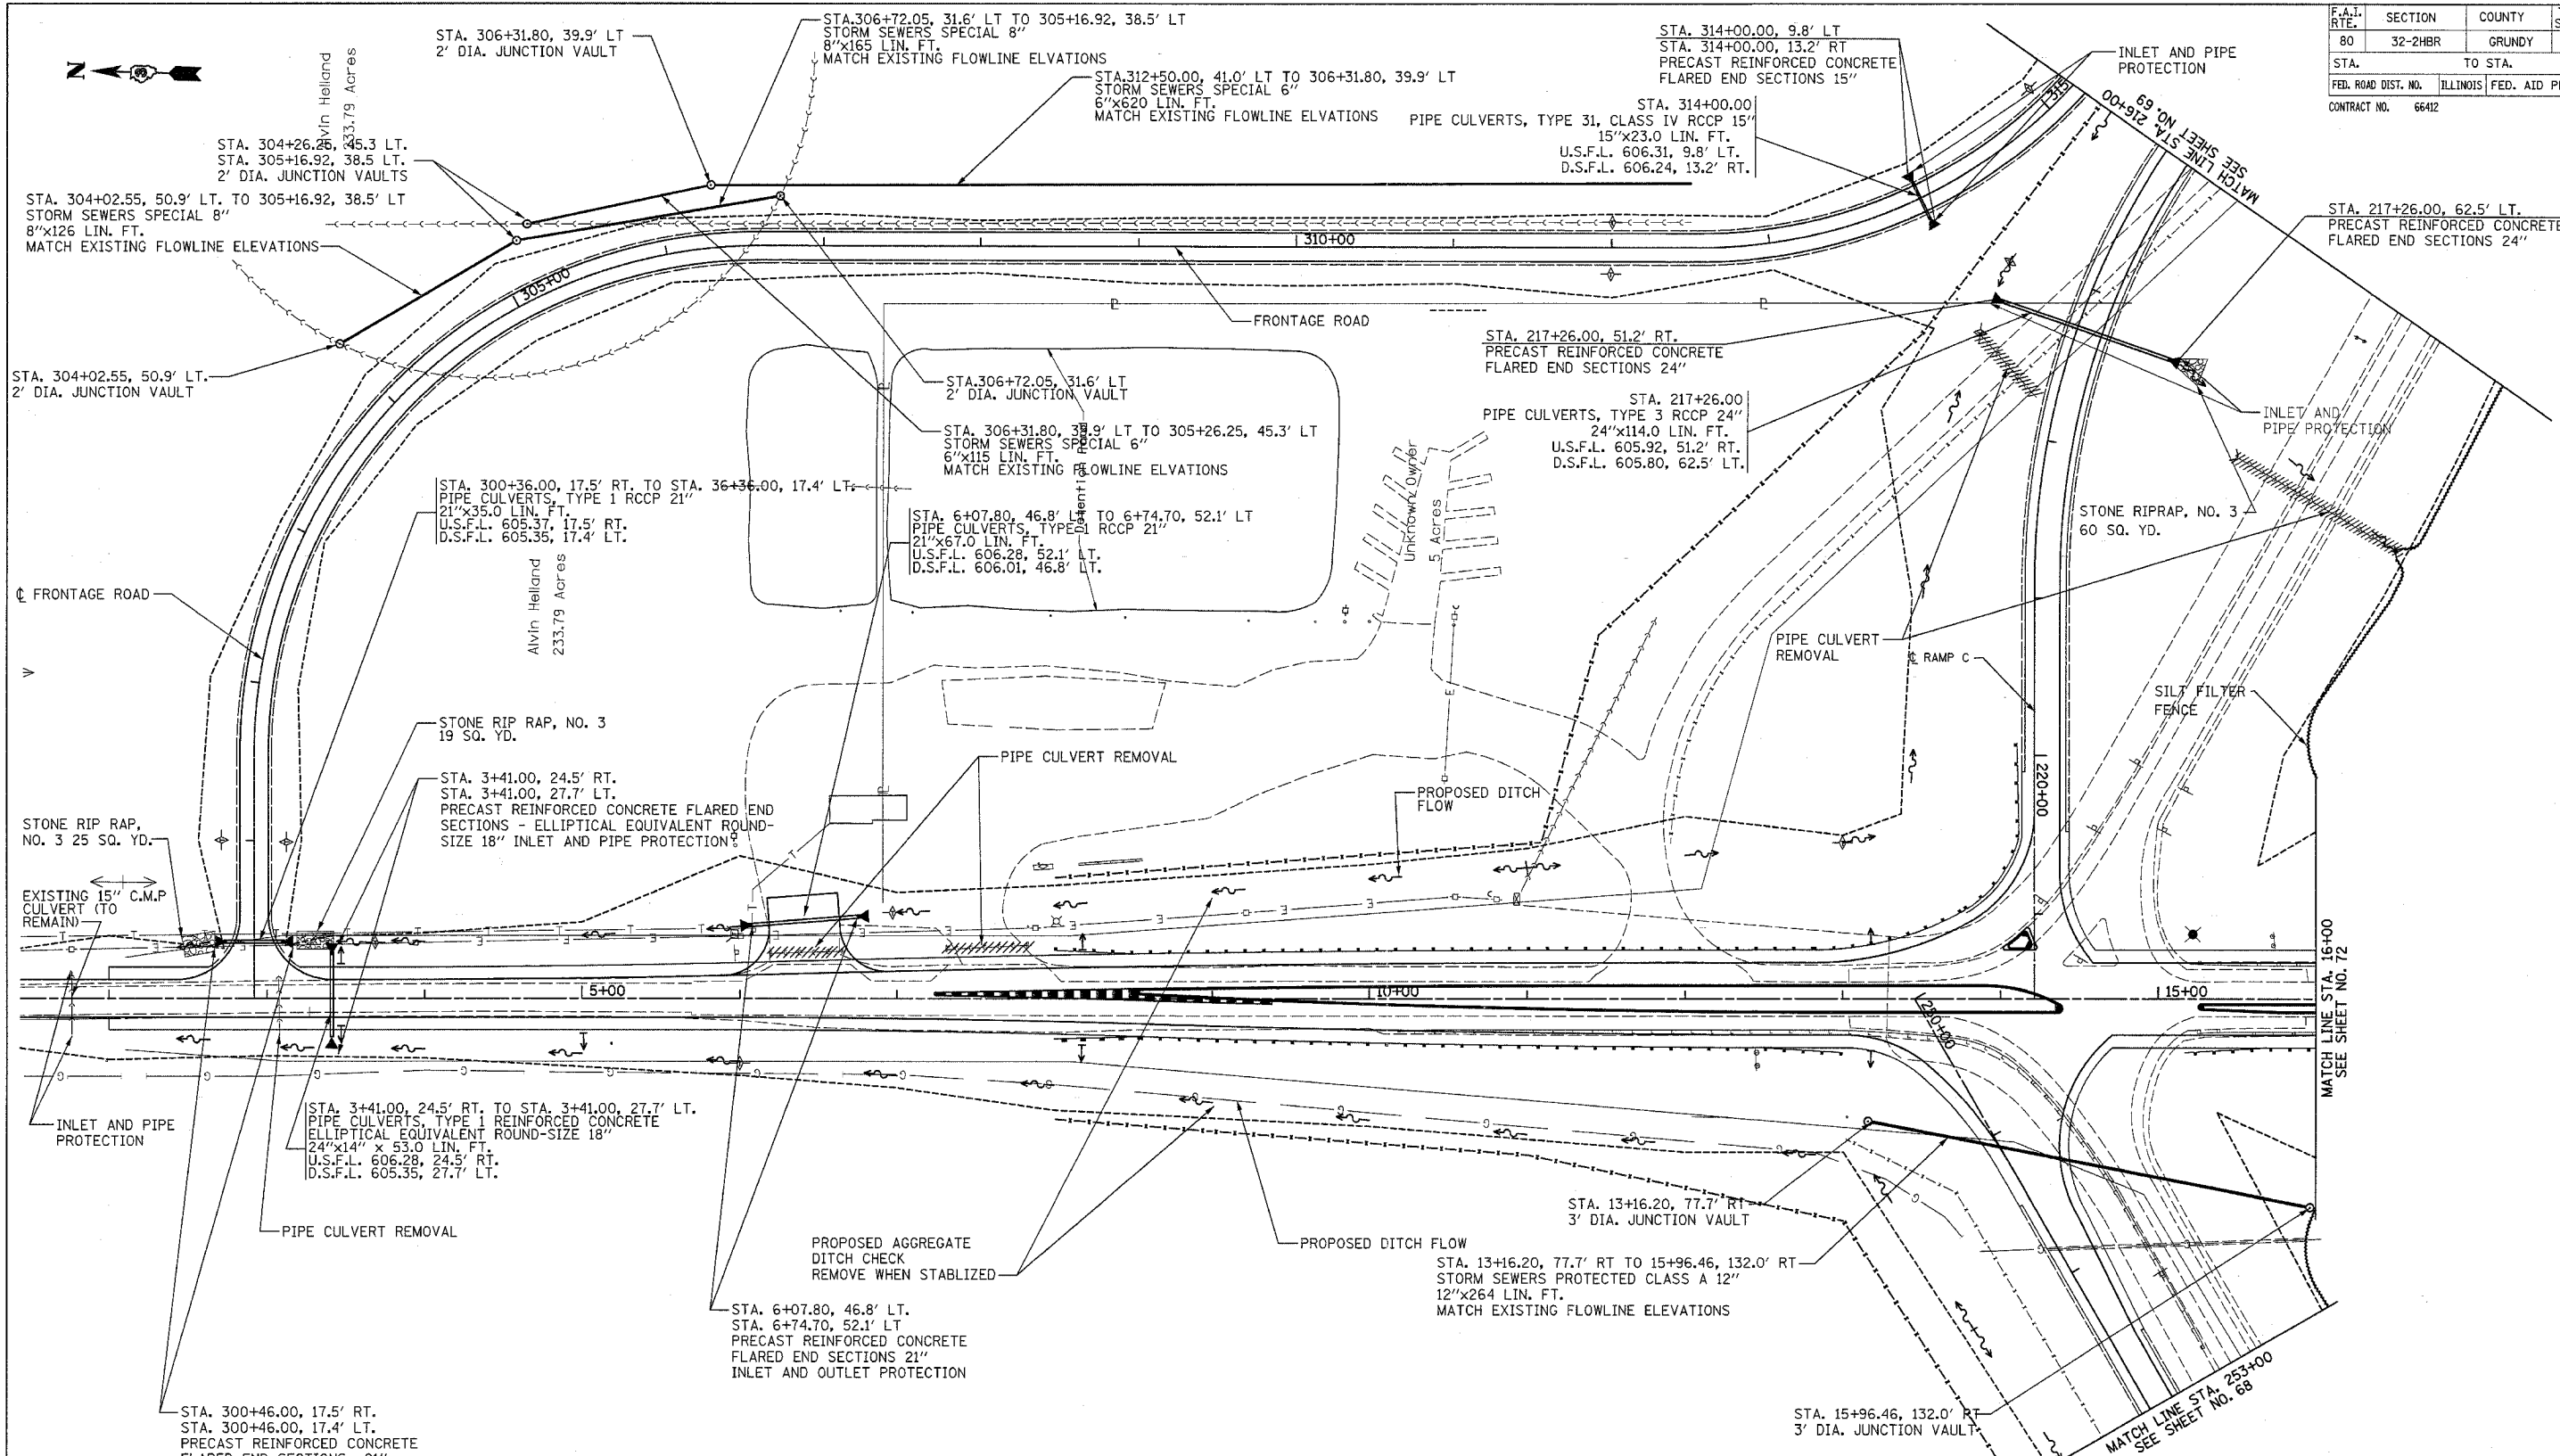 F.A.I. RTE.
SECTION
COUNTY
80
32-2HBR
GRUNDY
STA.
TO STA.
FED. ROAD DIST. NO.
ILLINOIS
FED. AID
CONTRACT NO. 66412
N
3
STA. 306+31.80, 39.9' LT
2' DIA. JUNCTION VAULT
STA.306+72.05, 31.6' LT TO 305+16.92, 38.5' LT
STORM SEWERS SPECIAL 8"
8"x165 LIN. FT.
MATCH EXISTING FLOWLINE ELVATIONS
STA.312+50.00, 41.0' LT TO 306+31.80, 39.9' LT
STORM SEWERS SPECIAL 6"
6"x620 LIN. FT.
MATCH EXISTING FLOWLINE ELVATIONS
STA. 314+00.00, 9.8' LT
STA. 314+00.00, 13.2' RT
PRECAST REINFORCED CONCRETE
FLARED END SECTIONS 15"
INLET AND PIPE
PROTECTION
STA. 314+00.00
PIPE CULVERTS, TYPE 31, CLASS IV RCCP 15"
15"x23.0 LIN. FT.
U.S.F.L. 606.31, 9.8' LT.
D.S.F.L. 606.24, 13.2' RT.
315
MATCH LINE STA. 216+00
SEE SHEET NO. 69
Alvin Helland
233.79 Acres
STA. 304+26.25, 45.3 LT.
STA. 305+16.92, 38.5 LT.
2' DIA. JUNCTION VAULTS
STA. 304+02.55, 50.9' LT. TO 305+16.92, 38.5' LT
STORM SEWERS SPECIAL 8"
8"x126 LIN. FT.
MATCH EXISTING FLOWLINE ELEVATIONS
STA. 217+26.00, 62.5' LT.
PRECAST REINFORCED CONCRETE
FLARED END SECTIONS 24"
310+00
305+00
FRONTAGE ROAD
STA. 217+26.00, 51.2' RT.
PRECAST REINFORCED CONCRETE
FLARED END SECTIONS 24"
STA. 304+02.55, 50.9' LT.
2' DIA. JUNCTION VAULT
STA.306+72.05, 31.6' LT
2' DIA. JUNCTION VAULT
STA. 217+26.00
PIPE CULVERTS, TYPE 3 RCCP 24"
24"x114.0 LIN. FT.
U.S.F.L. 605.92, 51.2' RT.
D.S.F.L. 605.80, 62.5' LT.
INLET AND
PIPE PROTECTION
STA. 306+31.80, 39.9' LT TO 305+26.25, 45.3' LT
STORM SEWERS SPECIAL 6"
6"x115 LIN. FT.
MATCH EXISTING FLOWLINE ELVATIONS
Unknown Owner
5 Acres
STA. 300+36.00, 17.5' RT. TO STA. 36+36.00, 17.4' LT.
PIPE CULVERTS, TYPE 1 RCCP 21"
21"x35.0 LIN. FT.
U.S.F.L. 605.37, 17.5' RT.
D.S.F.L. 605.35, 17.4' LT.
STA. 6+07.80, 46.8' LT TO 6+74.70, 52.1' LT
PIPE CULVERTS, TYPE 1 RCCP 21"
21"x67.0 LIN. FT.
U.S.F.L. 606.28, 52.1' LT.
D.S.F.L. 606.01, 46.8' LT.
STONE RIPRAP, NO. 3
60 SQ. YD.
Alvin Helland
233.79 Acres
℄ FRONTAGE ROAD
PIPE CULVERT
REMOVAL
℄ RAMP C
SILT FILTER
FENCE
STONE RIP RAP, NO. 3
19 SQ. YD.
PIPE CULVERT REMOVAL
STA. 3+41.00, 24.5' RT.
STA. 3+41.00, 27.7' LT.
PRECAST REINFORCED CONCRETE FLARED END
SECTIONS - ELLIPTICAL EQUIVALENT ROUND-
SIZE 18" INLET AND PIPE PROTECTION
PROPOSED DITCH
FLOW
220+00
STONE RIP RAP,
NO. 3 25 SQ. YD.
EXISTING 15" C.M.P
CULVERT (TO
REMAIN)
5+00
10+00
15+00
250+00
MATCH LINE STA. 16+00
SEE SHEET NO. 72
INLET AND PIPE
PROTECTION
STA. 3+41.00, 24.5' RT. TO STA. 3+41.00, 27.7' LT.
PIPE CULVERTS, TYPE 1 REINFORCED CONCRETE
ELLIPTICAL EQUIVALENT ROUND-SIZE 18"
24"x14" x 53.0 LIN. FT.
U.S.F.L. 606.28, 24.5' RT.
D.S.F.L. 605.35, 27.7' LT.
PIPE CULVERT REMOVAL
STA. 13+16.20, 77.7' RT
3' DIA. JUNCTION VAULT
PROPOSED AGGREGATE
DITCH CHECK
REMOVE WHEN STABLIZED
PROPOSED DITCH FLOW
STA. 13+16.20, 77.7' RT TO 15+96.46, 132.0' RT
STORM SEWERS PROTECTED CLASS A 12"
12"x264 LIN. FT.
MATCH EXISTING FLOWLINE ELEVATIONS
STA. 6+07.80, 46.8' LT.
STA. 6+74.70, 52.1' LT
PRECAST REINFORCED CONCRETE
FLARED END SECTIONS 21"
INLET AND OUTLET PROTECTION
STA. 300+46.00, 17.5' RT.
STA. 300+46.00, 17.4' LT.
PRECAST REINFORCED CONCRETE
STA. 15+96.46, 132.0' RT
3' DIA. JUNCTION VAULT
MATCH LINE STA. 253+00
SEE SHEET NO. 68